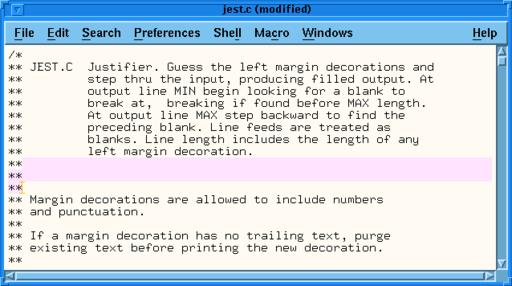 jest.c (modified)
File Edit Search Preferences Shell Macro Windows Help
/*
** JEST.C  Justifier. Guess the left margin decorations and
**         step thru the input, producing filled output. At
**         output line MIN begin looking for a blank to
**         break at,  breaking if found before MAX length.
**         At output line MAX step backward to find the
**         preceding blank. Line feeds are treated as
**         blanks. Line length includes the length of any
**         left margin decoration.
**
**
**
** Margin decorations are allowed to include numbers
** and punctuation.
**
** If a margin decoration has no trailing text, purge
** existing text before printing the new decoration.
**